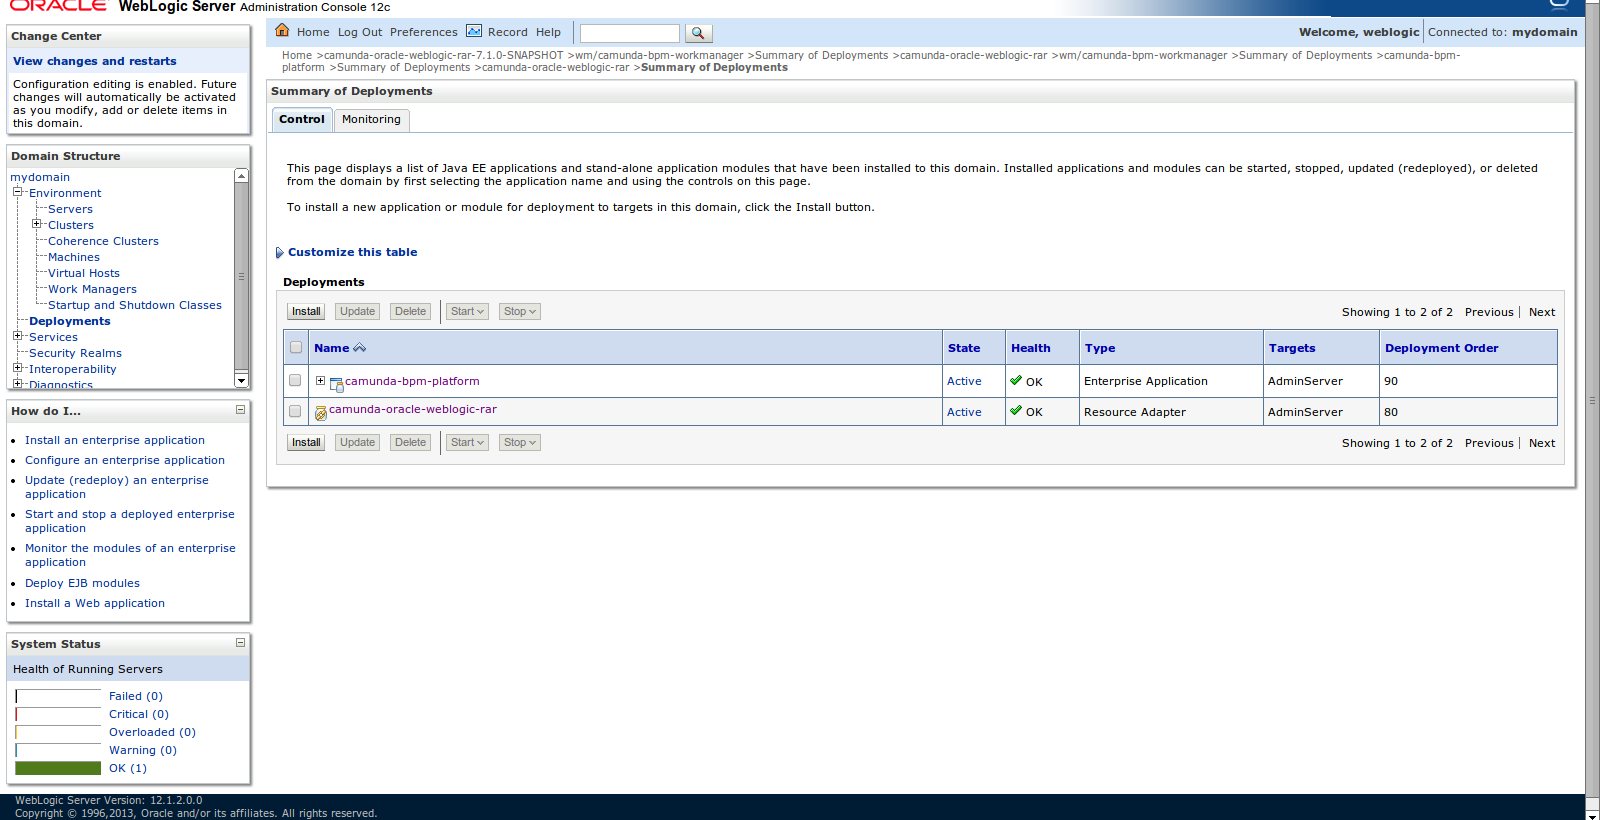 ORACLE WebLogic Server Administration Console 12c
Change Center
View changes and restarts
Configuration editing is enabled. Future
changes will automatically be activated
as you modify, add or delete items in
this domain.
Domain Structure
mydomain
Environment
Servers
Clusters
Coherence Clusters
Machines
Virtual Hosts
Work Managers
Startup and Shutdown Classes
Deployments
Services
Security Realms
Interoperability
Diagnostics
How do I...
Install an enterprise application
Configure an enterprise application
Update (redeploy) an enterprise
application
Start and stop a deployed enterprise
application
Monitor the modules of an enterprise
application
Deploy EJB modules
Install a Web application
System Status
Health of Running Servers
Failed (0)
Critical (0)
Overloaded (0)
Warning (0)
OK (1)
Home Log Out Preferences Record Help
Welcome, weblogic Connected to: mydomain
Home >camunda-oracle-weblogic-rar-7.1.0-SNAPSHOT >wm/camunda-bpm-workmanager >Summary of Deployments >camunda-oracle-weblogic-rar >wm/camunda-bpm-workmanager >Summary of Deployments >camunda-bpm-
platform >Summary of Deployments >camunda-oracle-weblogic-rar >Summary of Deployments
Summary of Deployments
Control Monitoring
This page displays a list of Java EE applications and stand-alone application modules that have been installed to this domain. Installed applications and modules can be started, stopped, updated (redeployed), or deleted
from the domain by first selecting the application name and using the controls on this page.
To install a new application or module for deployment to targets in this domain, click the Install button.
Customize this table
Deployments
Install Update Delete Start Stop Showing 1 to 2 of 2 Previous | Next
Name State Health Type Targets Deployment Order
camunda-bpm-platform Active OK Enterprise Application AdminServer 90
camunda-oracle-weblogic-rar Active OK Resource Adapter AdminServer 80
Install Update Delete Start Stop Showing 1 to 2 of 2 Previous | Next
WebLogic Server Version: 12.1.2.0.0
Copyright © 1996,2013, Oracle and/or its affiliates. All rights reserved.